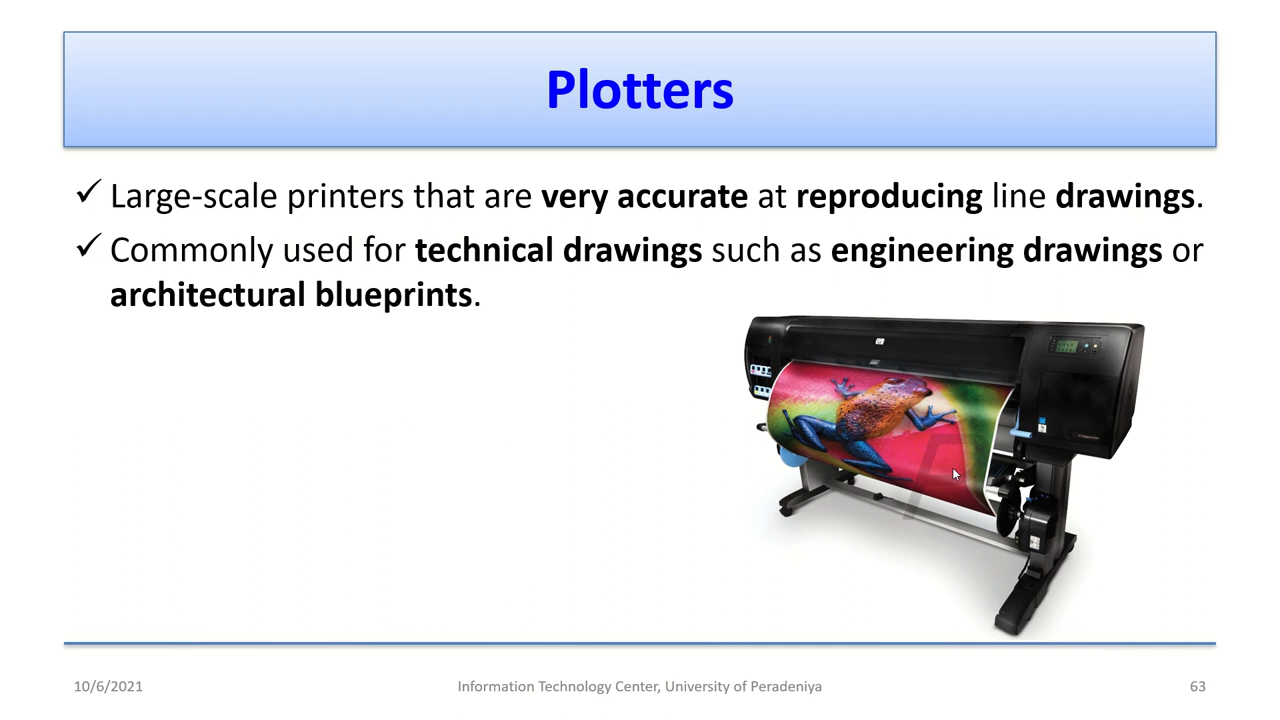 Plotters
✓ Large-scale printers that are very accurate at reproducing line drawings.
✓ Commonly used for technical drawings such as engineering drawings or
architectural blueprints.
10/6/2021 Information Technology Center, University of Peradeniya 63